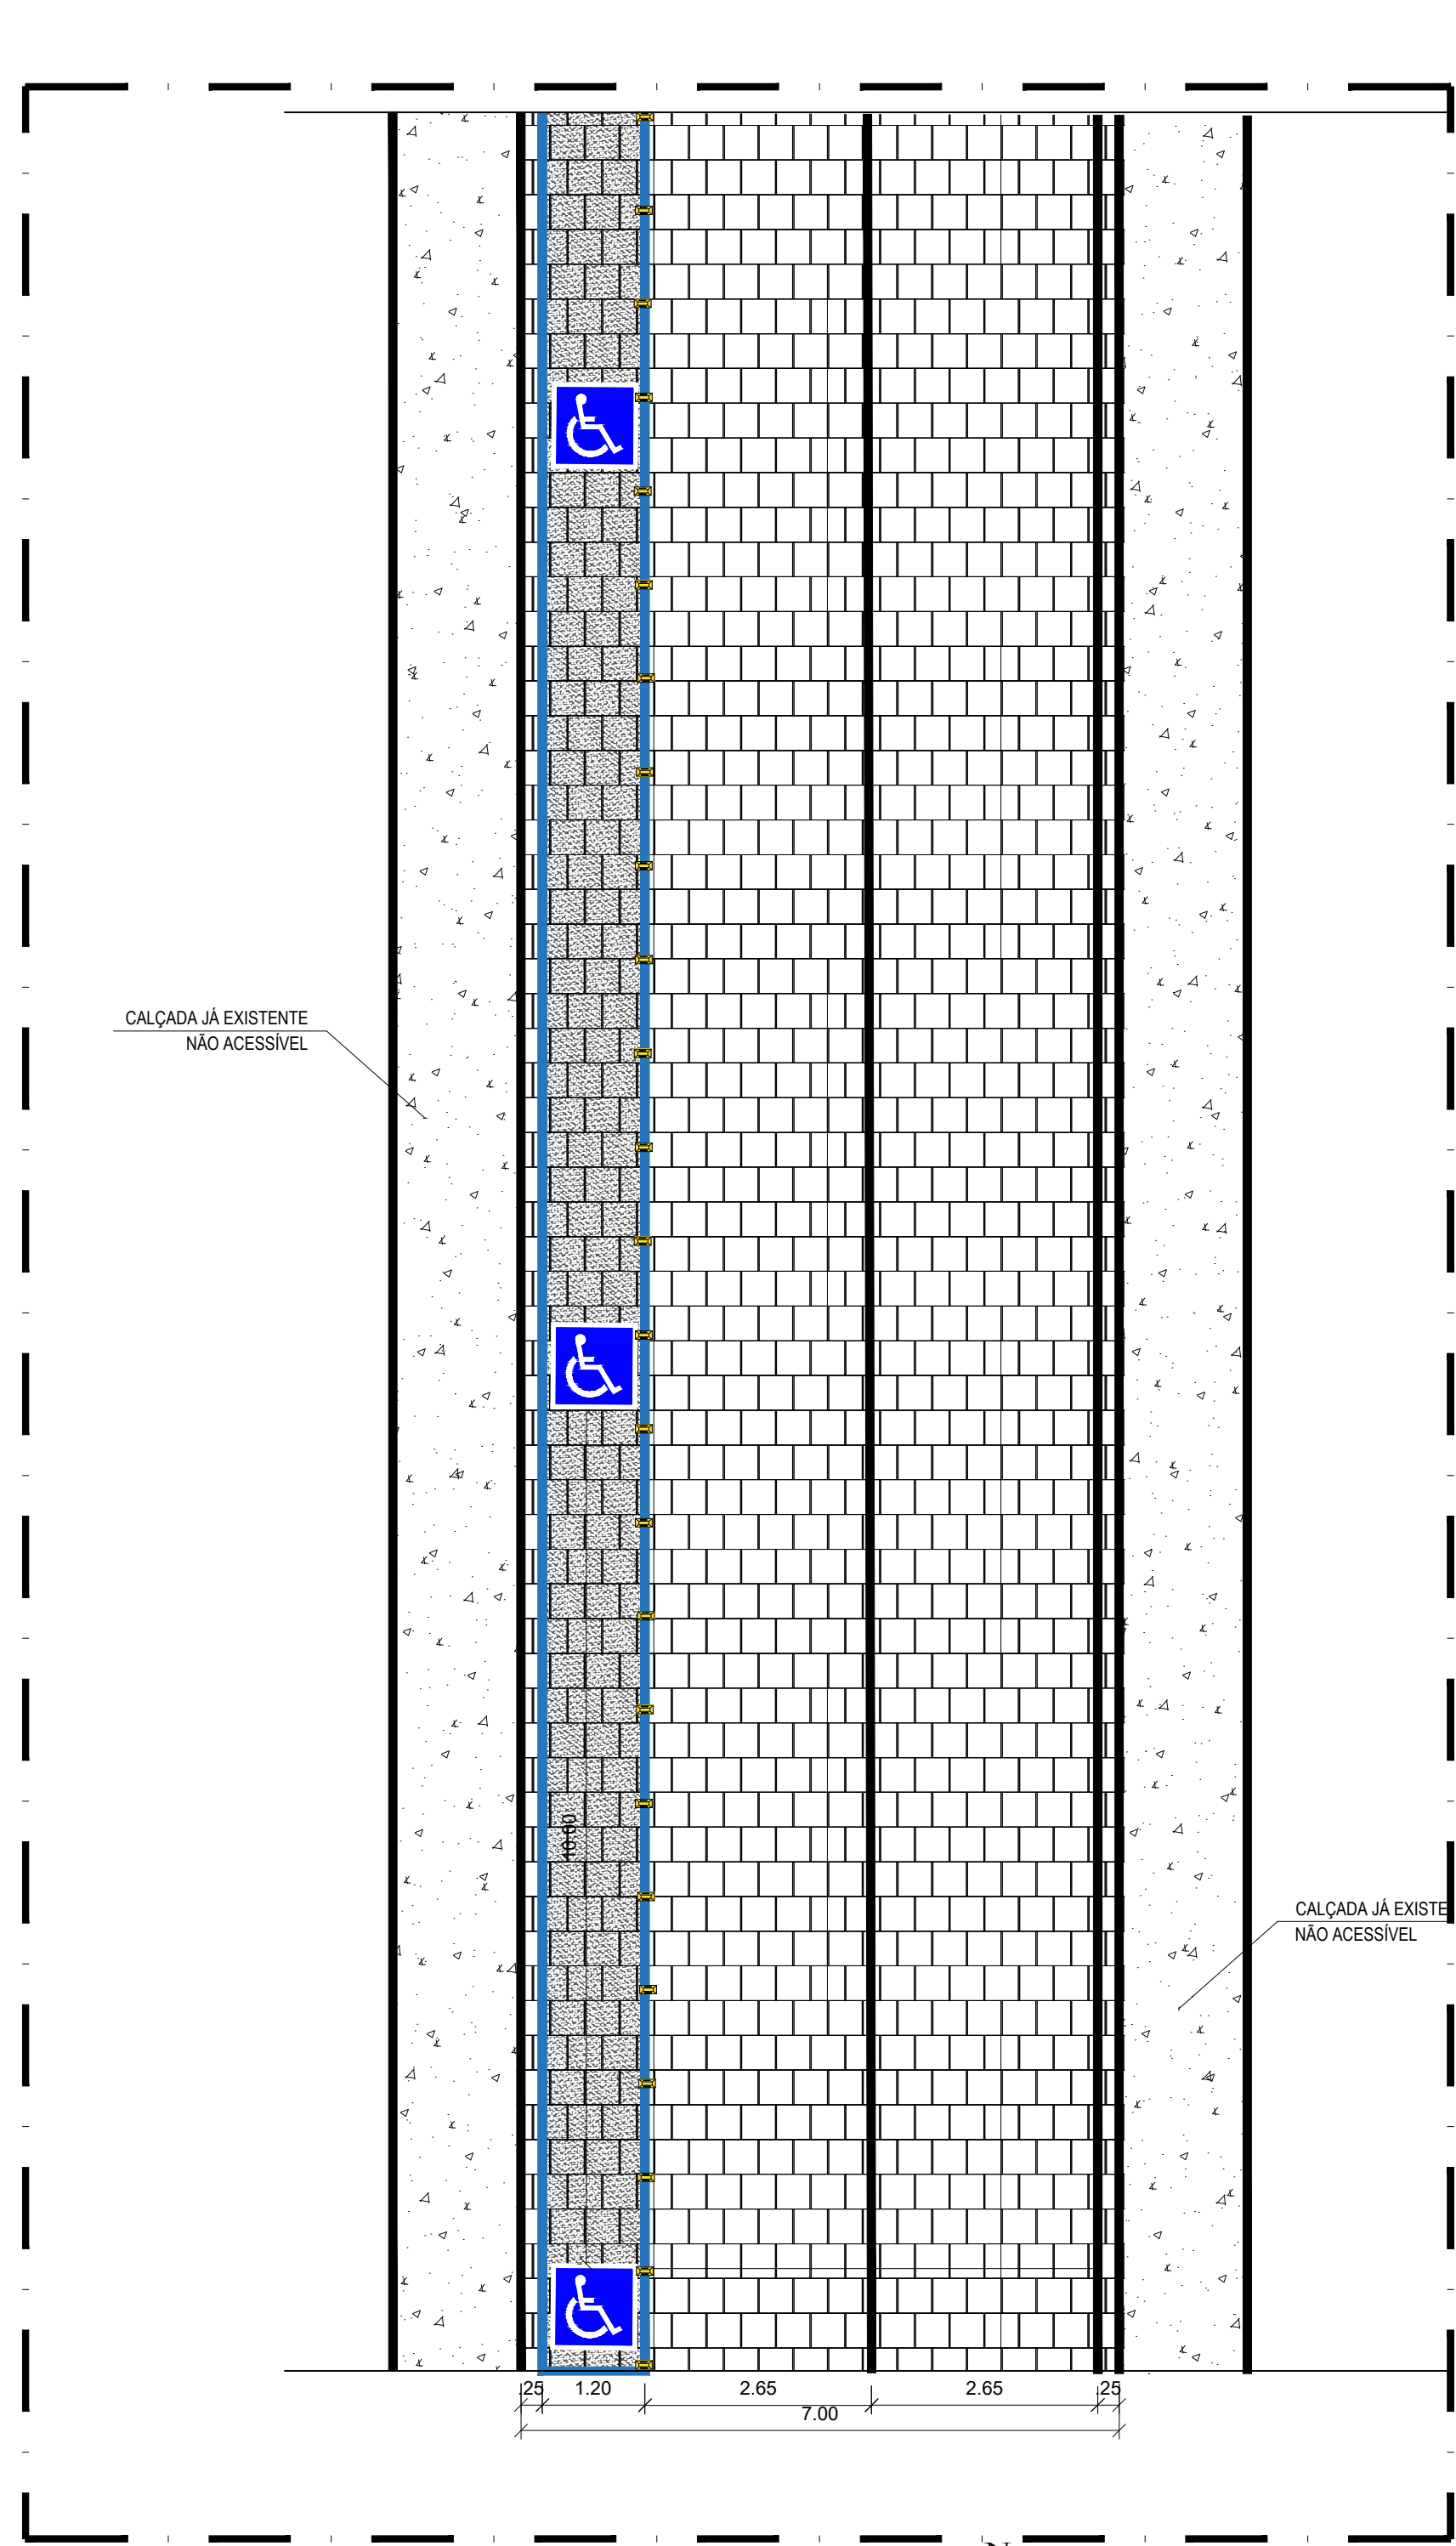 CALÇADA JÁ EXISTENTE
NÃO ACESSÍVEL
10.00
CALÇADA JÁ EXISTE
NÃO ACESSÍVEL
.25 1.20 2.65 2.65 .25
7.00